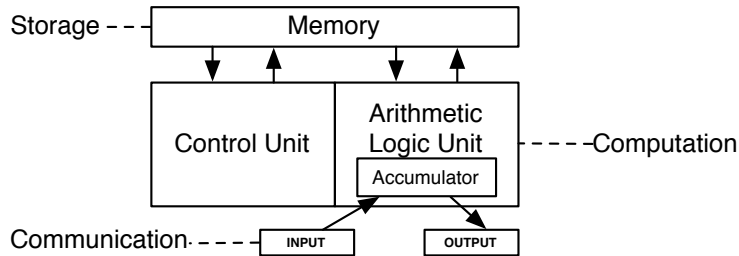 Storage
Memory
Control Unit
Arithmetic
Logic Unit
Accumulator
Computation
Communication
INPUT
OUTPUT